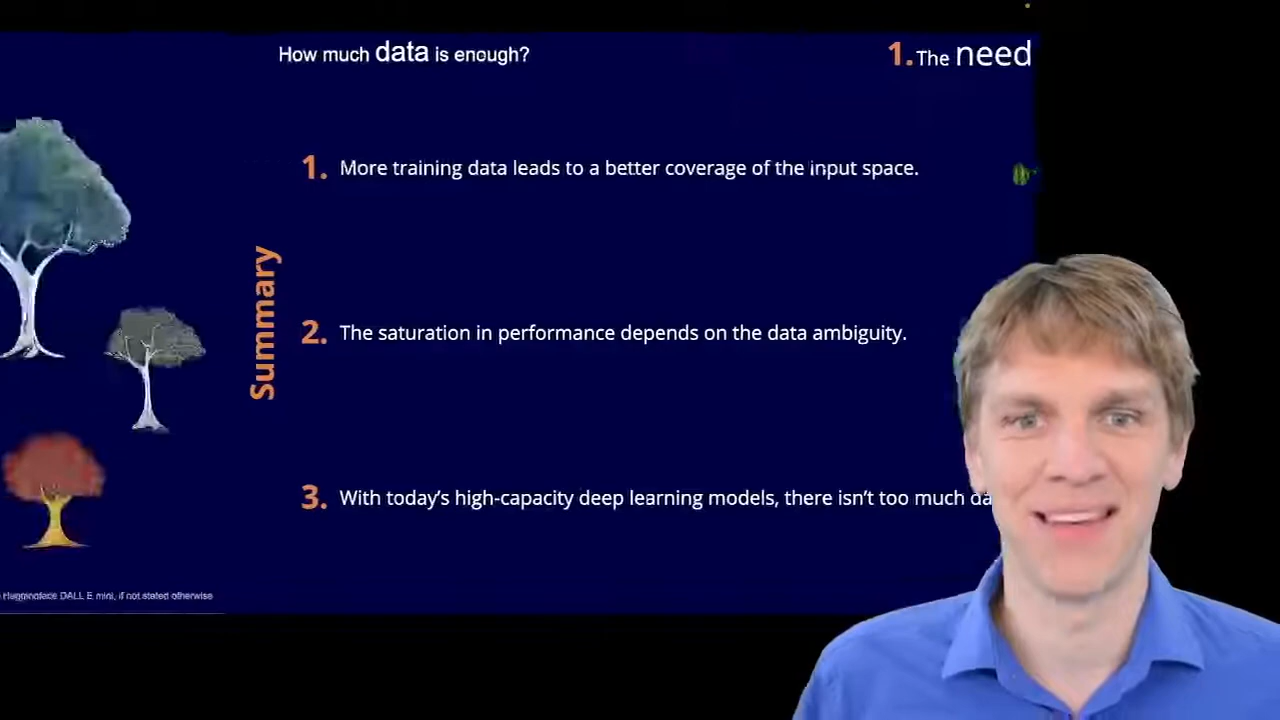 How much data is enough?
1. The need
1. More training data leads to a better coverage of the input space.
Summary
2. The saturation in performance depends on the data ambiguity.
3. With today's high-capacity deep learning models, there isn't too much da
DALL E mini, if not stated otherwise